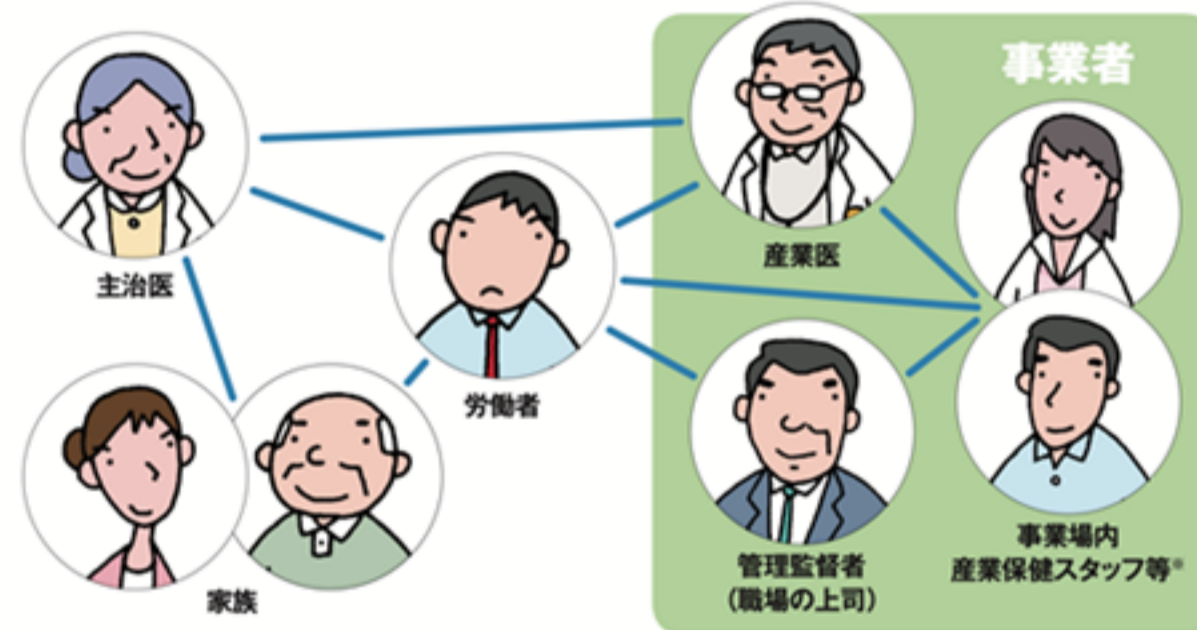 事業者
主治医
産業医
労働者
家族
管理監督者
（職場の上司）
事業場内
産業保健スタッフ等※